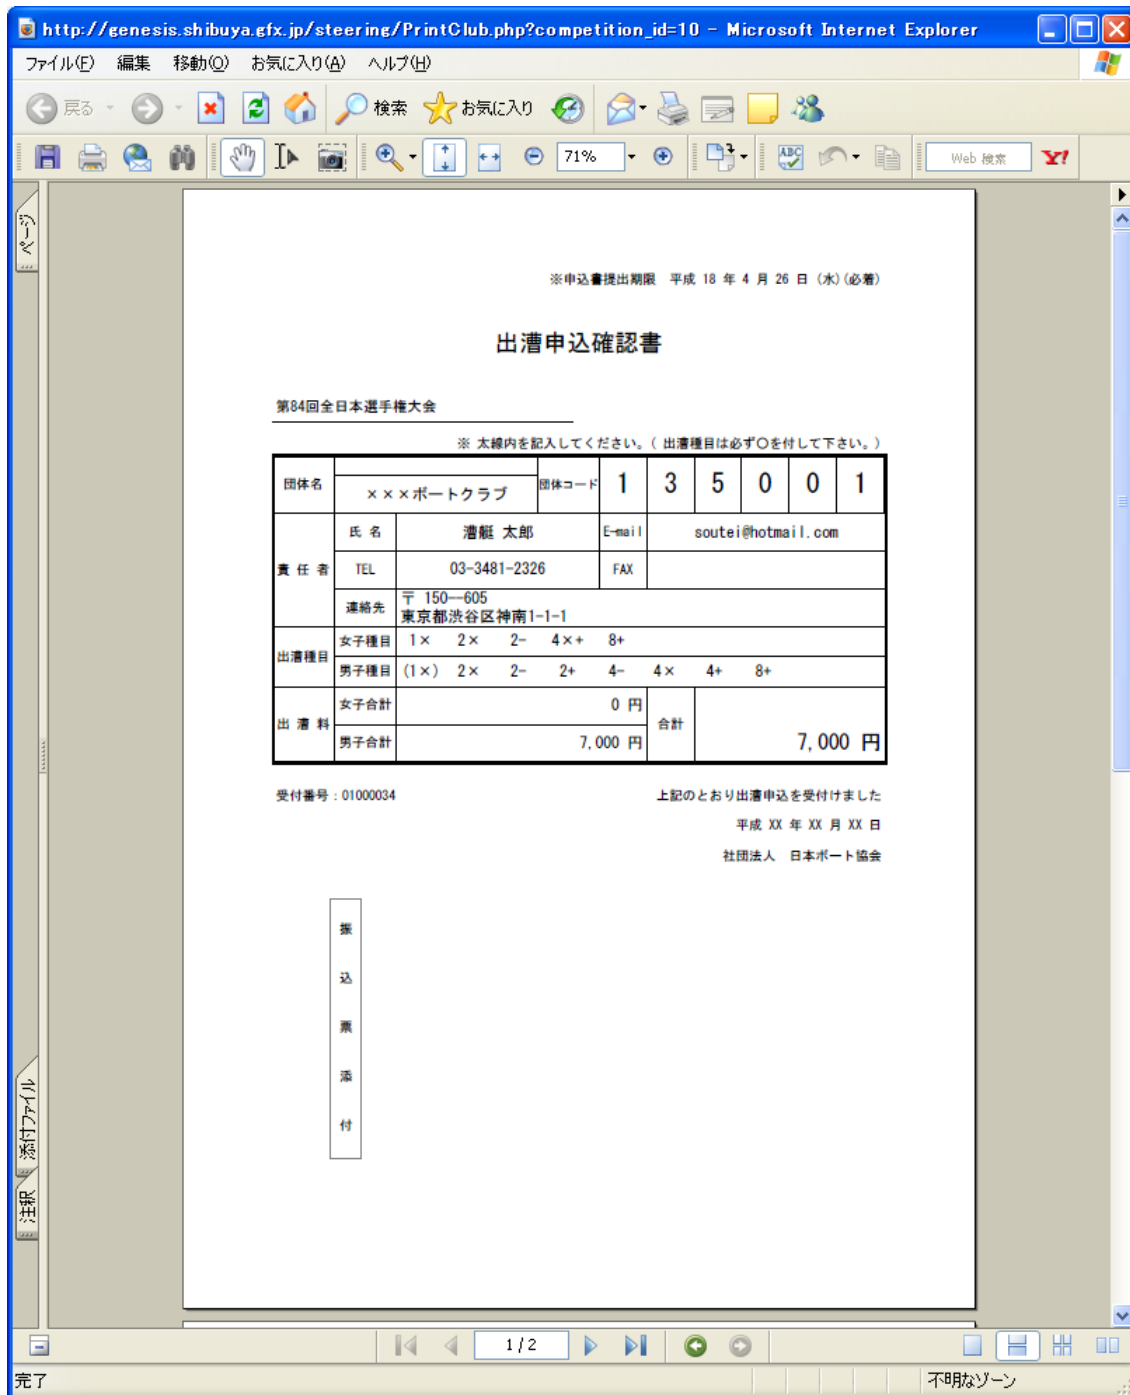 http://genesis.shibuya.gfx.jp/steering/PrintClub.php?competition_id=10 - Microsoft Internet Explorer
ファイル(F) 編集 移動(O) お気に入り(A) ヘルプ(H)
戻る 検索 お気に入り
71% Web 検索 Y!
ページ
※申込書提出期限 平成 18 年 4 月 26 日 (水)(必着)
出漕申込確認書
第84回全日本選手権大会
※ 太線内を記入してください。( 出漕種目は必ず○を付して下さい。)
団体名 ×××ボートクラブ 団体コード 1 3 5 0 0 1
責任者 氏名 漕艇 太郎 E-mail soutei@hotmail.com
TEL 03-3481-2326 FAX
連絡先 〒 150--605
東京都渋谷区神南1-1-1
出漕種目 女子種目 1× 2× 2- 4×+ 8+
男子種目 (1×) 2× 2- 2+ 4- 4× 4+ 8+
出漕料 女子合計 0 円 合計 7,000 円
男子合計 7,000 円
受付番号:01000034 上記のとおり出漕申込を受付けました
平成 XX 年 XX 月 XX 日
社団法人 日本ボート協会
振込票添付
添付ファイル
注釈
1/2
完了 不明なゾーン